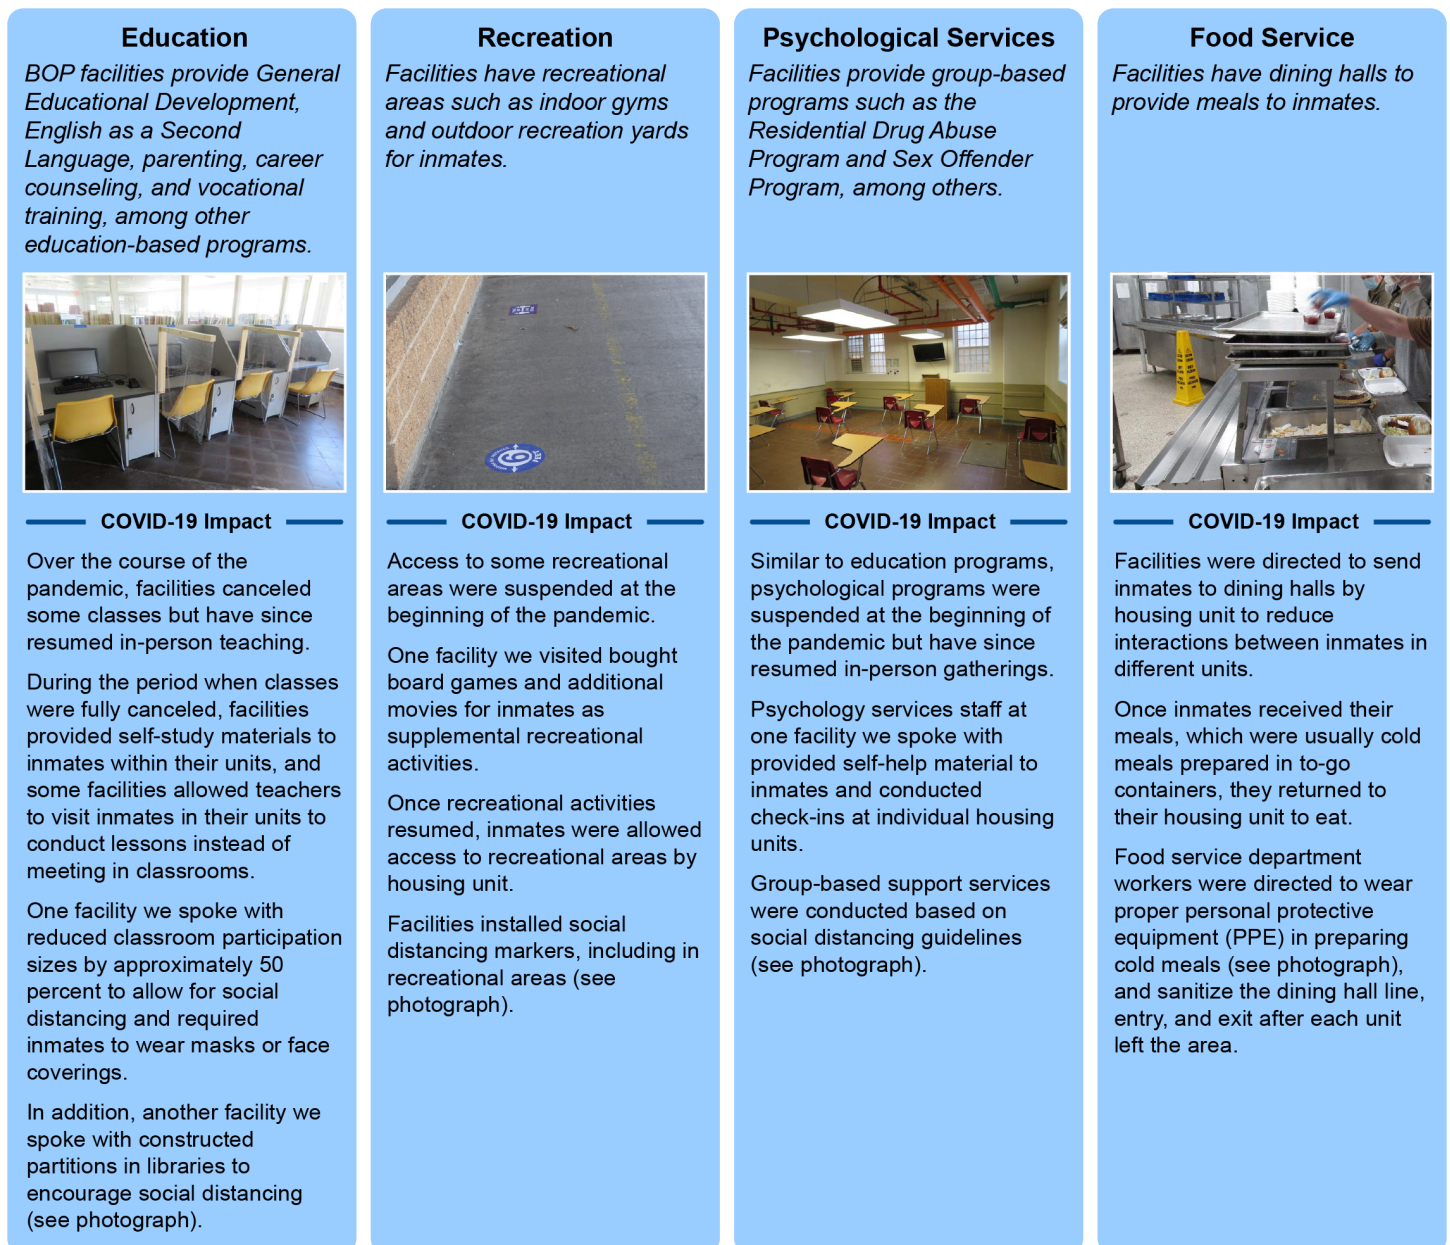 Education
BOP facilities provide General
Educational Development,
English as a Second
Language, parenting, career
counseling, and vocational
training, among other
education-based programs.
COVID-19 Impact
Over the course of the
pandemic, facilities canceled
some classes but have since
resumed in-person teaching.
During the period when classes
were fully canceled, facilities
provided self-study materials to
inmates within their units, and
some facilities allowed teachers
to visit inmates in their units to
conduct lessons instead of
meeting in classrooms.
One facility we spoke with
reduced classroom participation
sizes by approximately 50
percent to allow for social
distancing and required
inmates to wear masks or face
coverings.
In addition, another facility we
spoke with constructed
partitions in libraries to
encourage social distancing
(see photograph).
Recreation
Facilities have recreational
areas such as indoor gyms
and outdoor recreation yards
for inmates.
COVID-19 Impact
Access to some recreational
areas were suspended at the
beginning of the pandemic.
One facility we visited bought
board games and additional
movies for inmates as
supplemental recreational
activities.
Once recreational activities
resumed, inmates were allowed
access to recreational areas by
housing unit.
Facilities installed social
distancing markers, including in
recreational areas (see
photograph).
Psychological Services
Facilities provide group-based
programs such as the
Residential Drug Abuse
Program and Sex Offender
Program, among others.
COVID-19 Impact
Similar to education programs,
psychological programs were
suspended at the beginning of
the pandemic but have since
resumed in-person gatherings.
Psychology services staff at
one facility we spoke with
provided self-help material to
inmates and conducted
check-ins at individual housing
units.
Group-based support services
were conducted based on
social distancing guidelines
(see photograph).
Food Service
Facilities have dining halls to
provide meals to inmates.
COVID-19 Impact
Facilities were directed to send
inmates to dining halls by
housing unit to reduce
interactions between inmates in
different units.
Once inmates received their
meals, which were usually cold
meals prepared in to-go
containers, they returned to
their housing unit to eat.
Food service department
workers were directed to wear
proper personal protective
equipment (PPE) in preparing
cold meals (see photograph),
and sanitize the dining hall line,
entry, and exit after each unit
left the area.